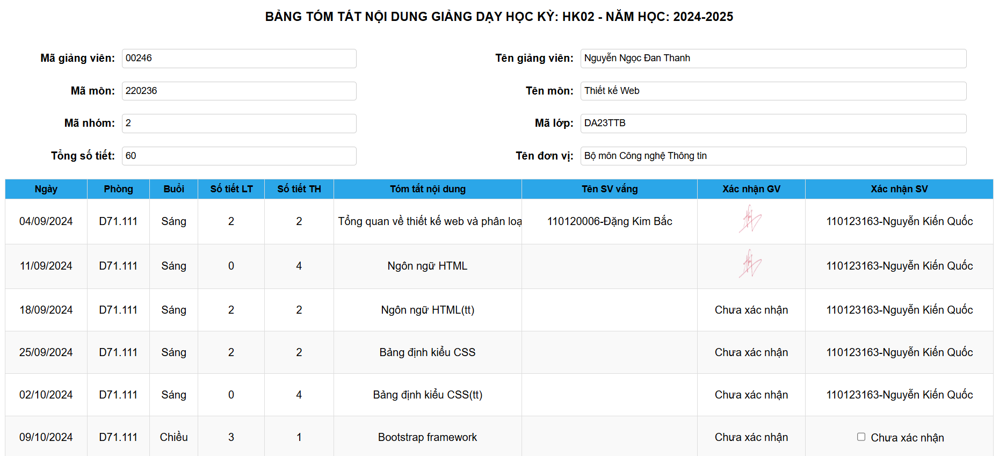 BẢNG TÓM TẮT NỘI DUNG GIẢNG DẠY HỌC KỲ: HK02 - NĂM HỌC: 2024-2025
Mã giảng viên: 00246 Tên giảng viên: Nguyễn Ngọc Đan Thanh
Mã môn: 220236 Tên môn: Thiết kế Web
Mã nhóm: 2 Mã lớp: DA23TTB
Tổng số tiết: 60 Tên đơn vị: Bộ môn Công nghệ Thông tin
Ngày Phòng Buổi Số tiết LT Số tiết TH Tóm tắt nội dung Tên SV vắng Xác nhận GV Xác nhận SV
04/09/2024 D71.111 Sáng 2 2 Tổng quan về thiết kế web và phân loạ 110120006-Đặng Kim Bắc 110123163-Nguyễn Kiến Quốc
11/09/2024 D71.111 Sáng 0 4 Ngôn ngữ HTML 110123163-Nguyễn Kiến Quốc
18/09/2024 D71.111 Sáng 2 2 Ngôn ngữ HTML(tt) Chưa xác nhận 110123163-Nguyễn Kiến Quốc
25/09/2024 D71.111 Sáng 2 2 Bảng định kiểu CSS Chưa xác nhận 110123163-Nguyễn Kiến Quốc
02/10/2024 D71.111 Sáng 0 4 Bảng định kiểu CSS(tt) Chưa xác nhận 110123163-Nguyễn Kiến Quốc
09/10/2024 D71.111 Chiều 3 1 Bootstrap framework Chưa xác nhận Chưa xác nhận